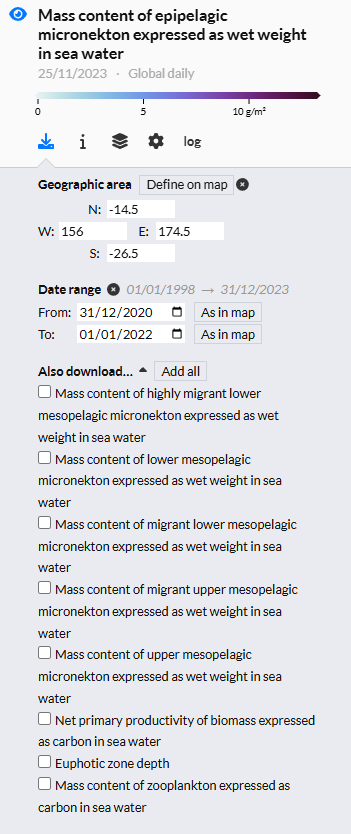 Mass content of epipelagic
micronekton expressed as wet weight
in sea water
25/11/2023 · Global daily
0 5 10 g/m²
i log
Geographic area Define on map
N: -14.5
W: 156 E: 174.5
S: -26.5
Date range 01/01/1998 → 31/12/2023
From: 31/12/2020 As in map
To: 01/01/2022 As in map
Also download... Add all
Mass content of highly migrant lower
mesopelagic micronekton expressed as wet
weight in sea water
Mass content of lower mesopelagic
micronekton expressed as wet weight in sea
water
Mass content of migrant lower mesopelagic
micronekton expressed as wet weight in sea
water
Mass content of migrant upper mesopelagic
micronekton expressed as wet weight in sea
water
Mass content of upper mesopelagic
micronekton expressed as wet weight in sea
water
Net primary productivity of biomass expressed
as carbon in sea water
Euphotic zone depth
Mass content of zooplankton expressed as
carbon in sea water